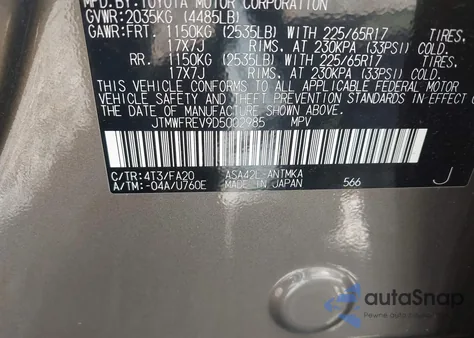 MFD.BY: TOYOTA MOTOR CORPORATION
GVWR: 2035KG (4485LB)
GAWR:FRT. 1150KG (2535LB) WITH 225/65R17 TIRES,
17X7J RIMS, AT 230KPA (33PSI) COLD.
RR. 1150KG (2535LB) WITH 225/65R17 TIRES,
17X7J RIMS, AT 230KPA (33PSI) COLD.
THIS VEHICLE CONFORMS TO ALL APPLICABLE FEDERAL MOTOR
VEHICLE SAFETY AND THEFT PREVENTION STANDARDS IN EFFECT
THE DATE OF MANUFACTURE SHOWN ABOVE.
MPV
C/TR: 4T3/FA20 ASA42L-ANTMKA
A/TM:-04A/U760E MADE IN JAPAN 566 J
autoSnap